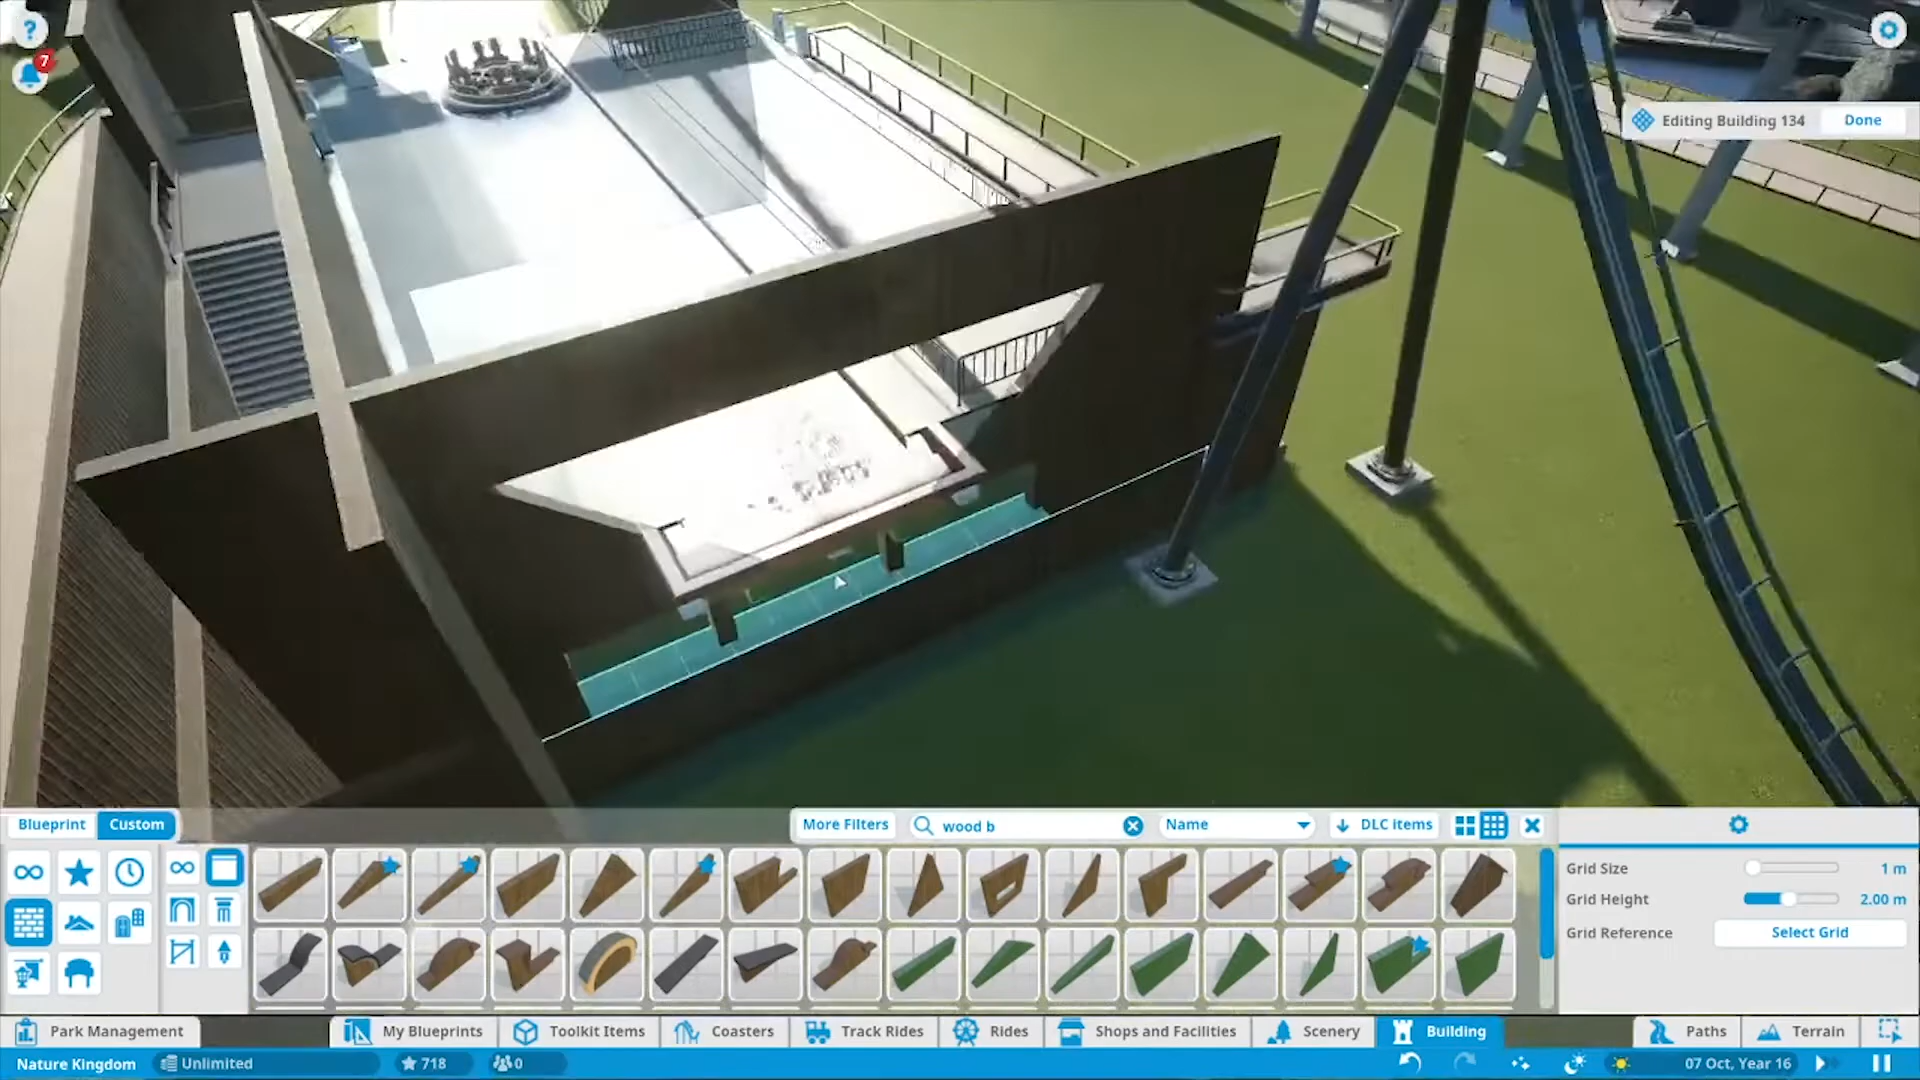 ?
7
Editing Building 134
Done
Blueprint
Custom
More Filters
wood b
Name
DLC items
Grid Size
1 m
Grid Height
2.00 m
Grid Reference
Select Grid
Park Management
My Blueprints
Toolkit Items
Coasters
Track Rides
Rides
Shops and Facilities
Scenery
Building
Paths
Terrain
Nature Kingdom
Unlimited
718
0
07 Oct, Year 16